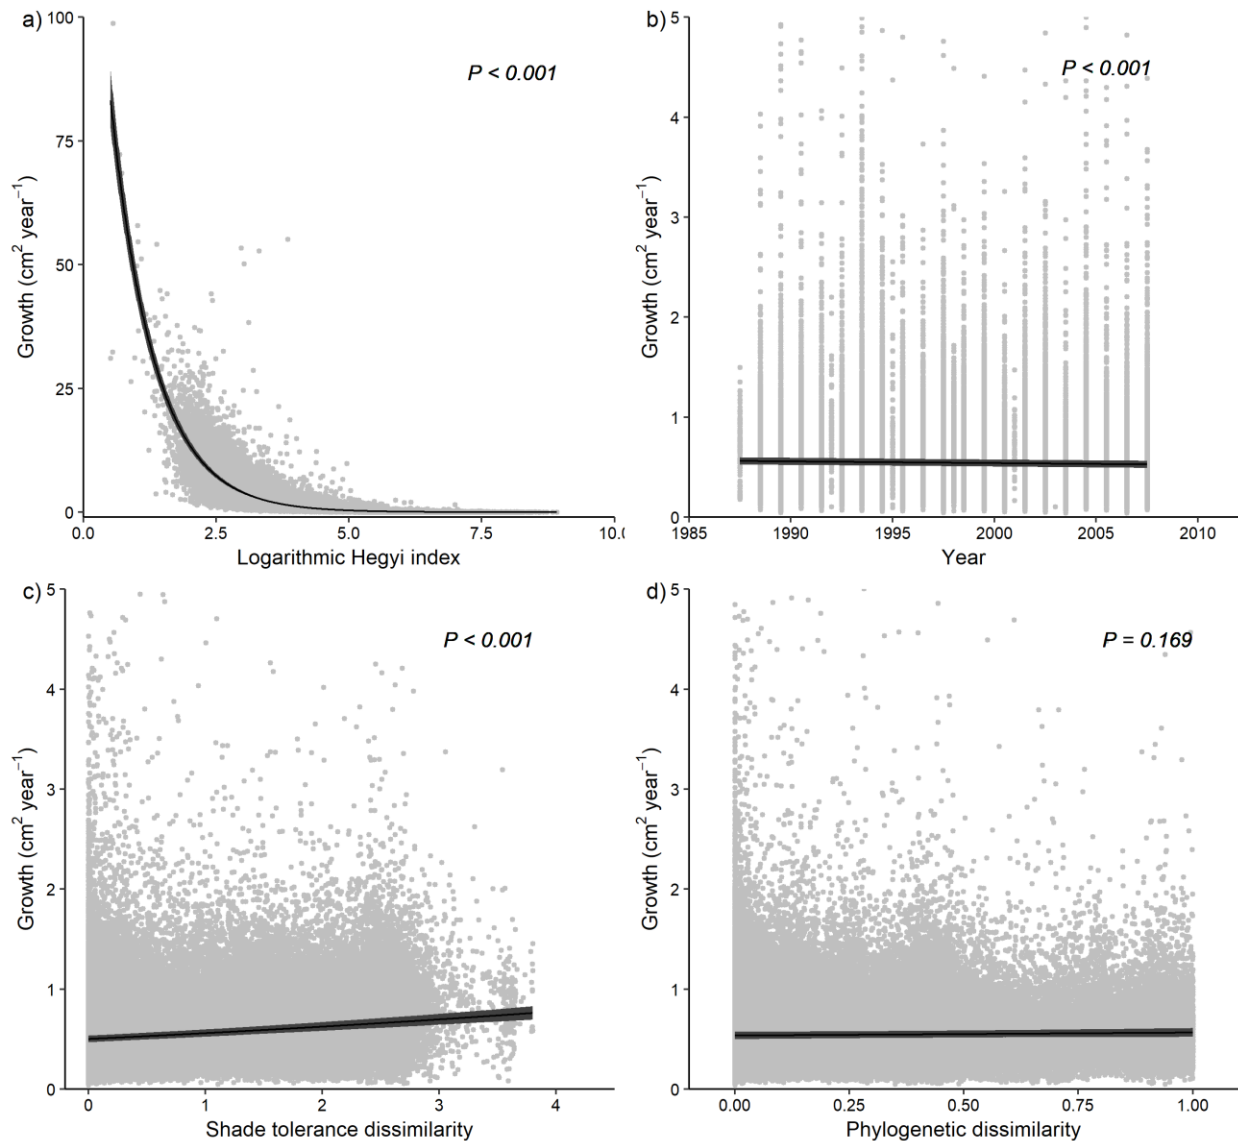 a)
100
75
50
25
0
Growth (cm² year⁻¹)
P < 0.001
0.0 2.5 5.0 7.5 10.0
Logarithmic Hegyi index
b)
5
4
3
2
1
0
Growth (cm² year⁻¹)
P < 0.001
1985 1990 1995 2000 2005 2010
Year
c)
5
4
3
2
1
0
Growth (cm² year⁻¹)
P < 0.001
0 1 2 3 4
Shade tolerance dissimilarity
d)
5
4
3
2
1
0
Growth (cm² year⁻¹)
P = 0.169
0.00 0.25 0.50 0.75 1.00
Phylogenetic dissimilarity